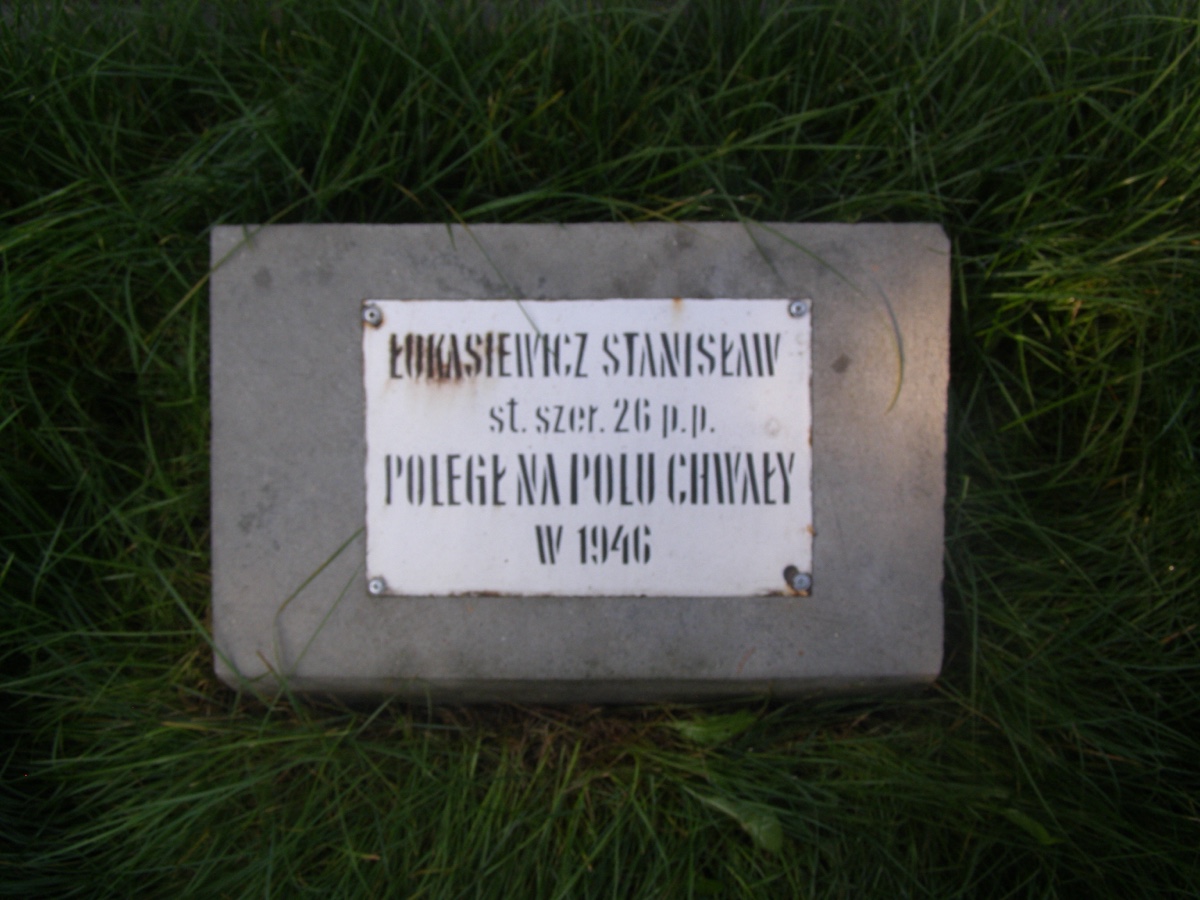 ŁUKASIEWICZ STANISŁAW
st. szer. 26 p.p.
POLEGŁ NA POLU CHWAŁY
W 1946